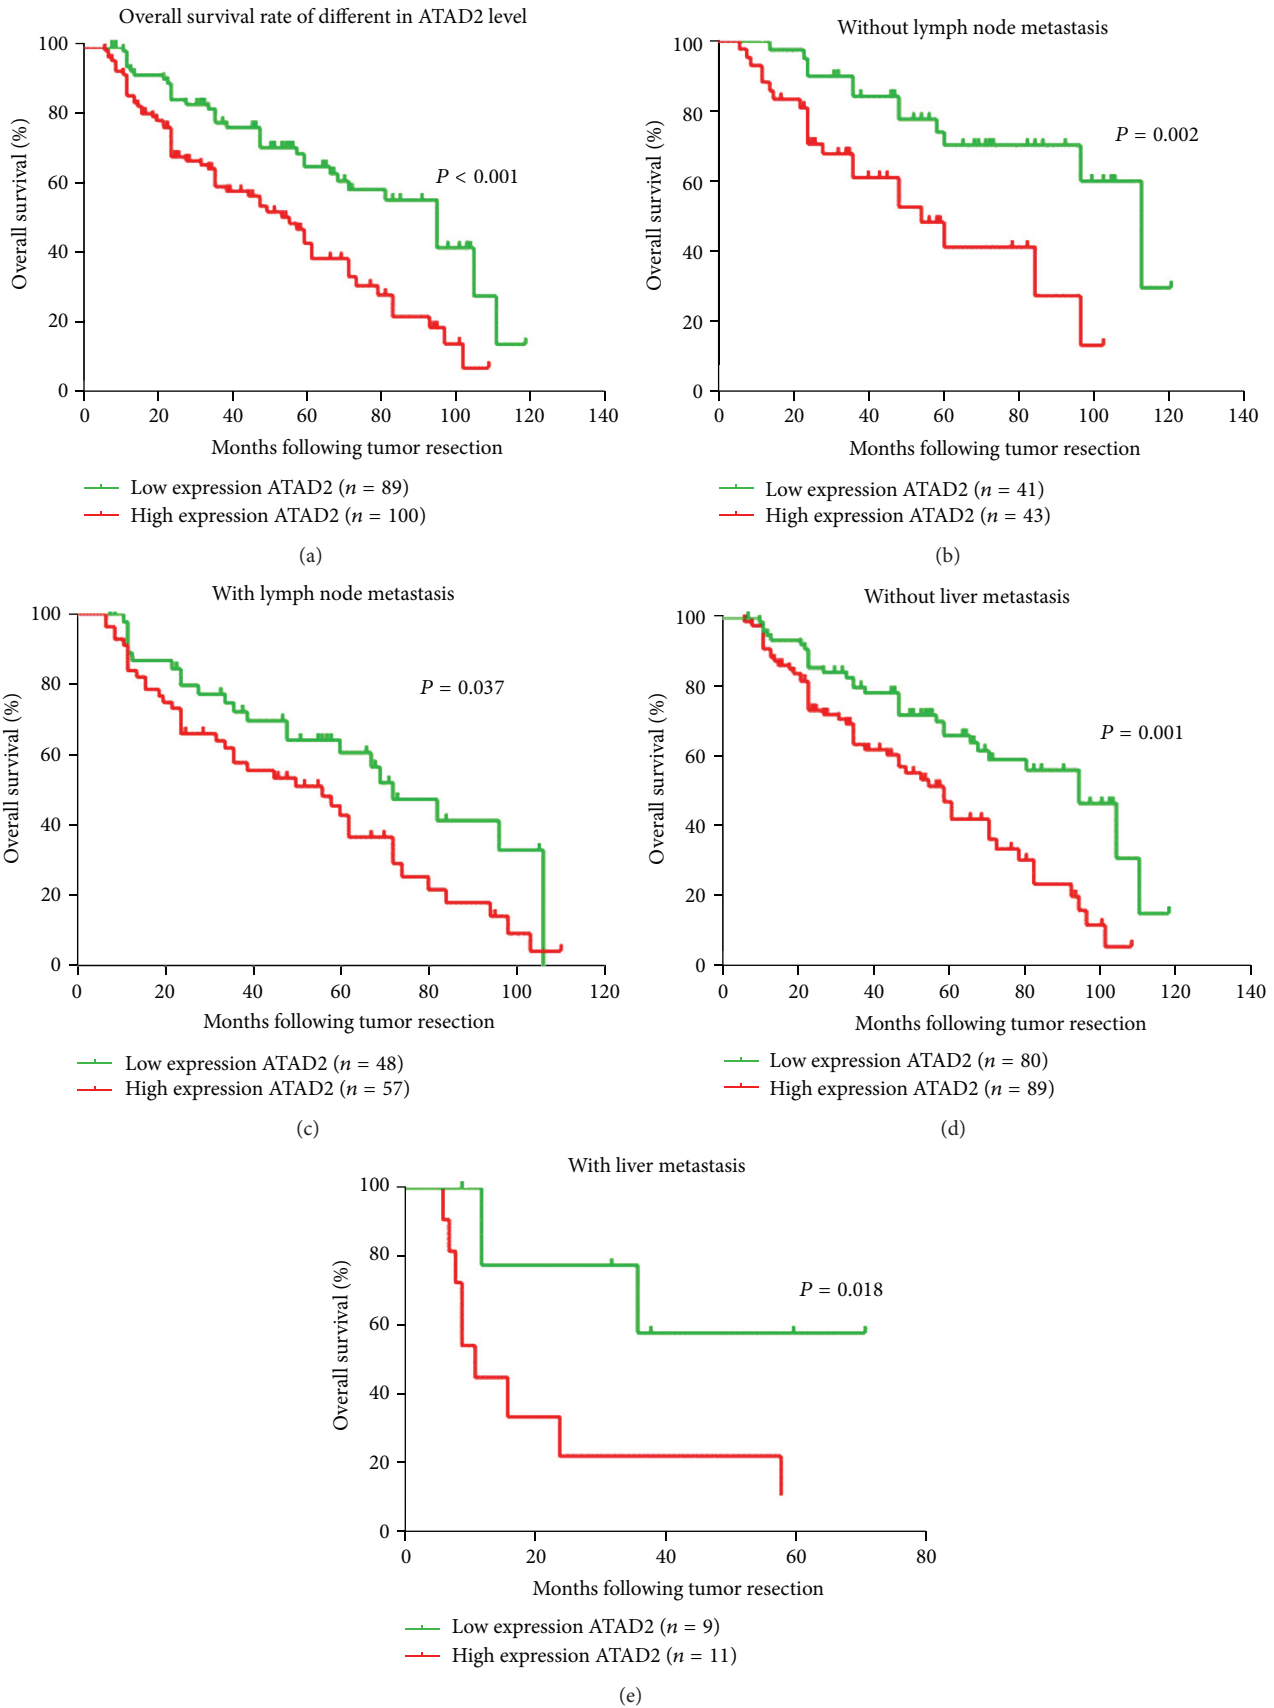 Overall survival rate of different in ATAD2 level
100
80
60
40
20
0
Overall survival (%)
P < 0.001
0 20 40 60 80 100 120 140
Months following tumor resection
Low expression ATAD2 (n = 89)
High expression ATAD2 (n = 100)
(a)
Without lymph node metastasis
100
80
60
40
20
0
Overall survival (%)
P = 0.002
0 20 40 60 80 100 120 140
Months following tumor resection
Low expression ATAD2 (n = 41)
High expression ATAD2 (n = 43)
(b)
With lymph node metastasis
100
80
60
40
20
0
Overall survival (%)
P = 0.037
0 20 40 60 80 100 120
Months following tumor resection
Low expression ATAD2 (n = 48)
High expression ATAD2 (n = 57)
(c)
Without liver metastasis
100
80
60
40
20
0
Overall survival (%)
P = 0.001
0 20 40 60 80 100 120 140
Months following tumor resection
Low expression ATAD2 (n = 80)
High expression ATAD2 (n = 89)
(d)
With liver metastasis
100
80
60
40
20
0
Overall survival (%)
P = 0.018
0 20 40 60 80
Months following tumor resection
Low expression ATAD2 (n = 9)
High expression ATAD2 (n = 11)
(e)